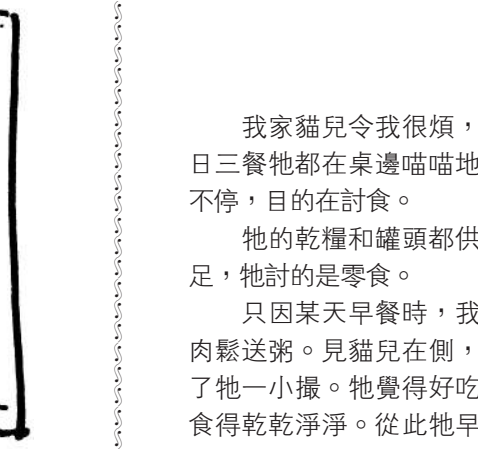 我家貓兒令我很煩，
日三餐牠都在桌邊喵喵地
不停，目的在討食。
牠的乾糧和罐頭都供
足，牠討的是零食。
只因某天早餐時，我
肉鬆送粥。見貓兒在側，
了牠一小撮。牠覺得好吃
食得乾乾淨淨。從此牠早